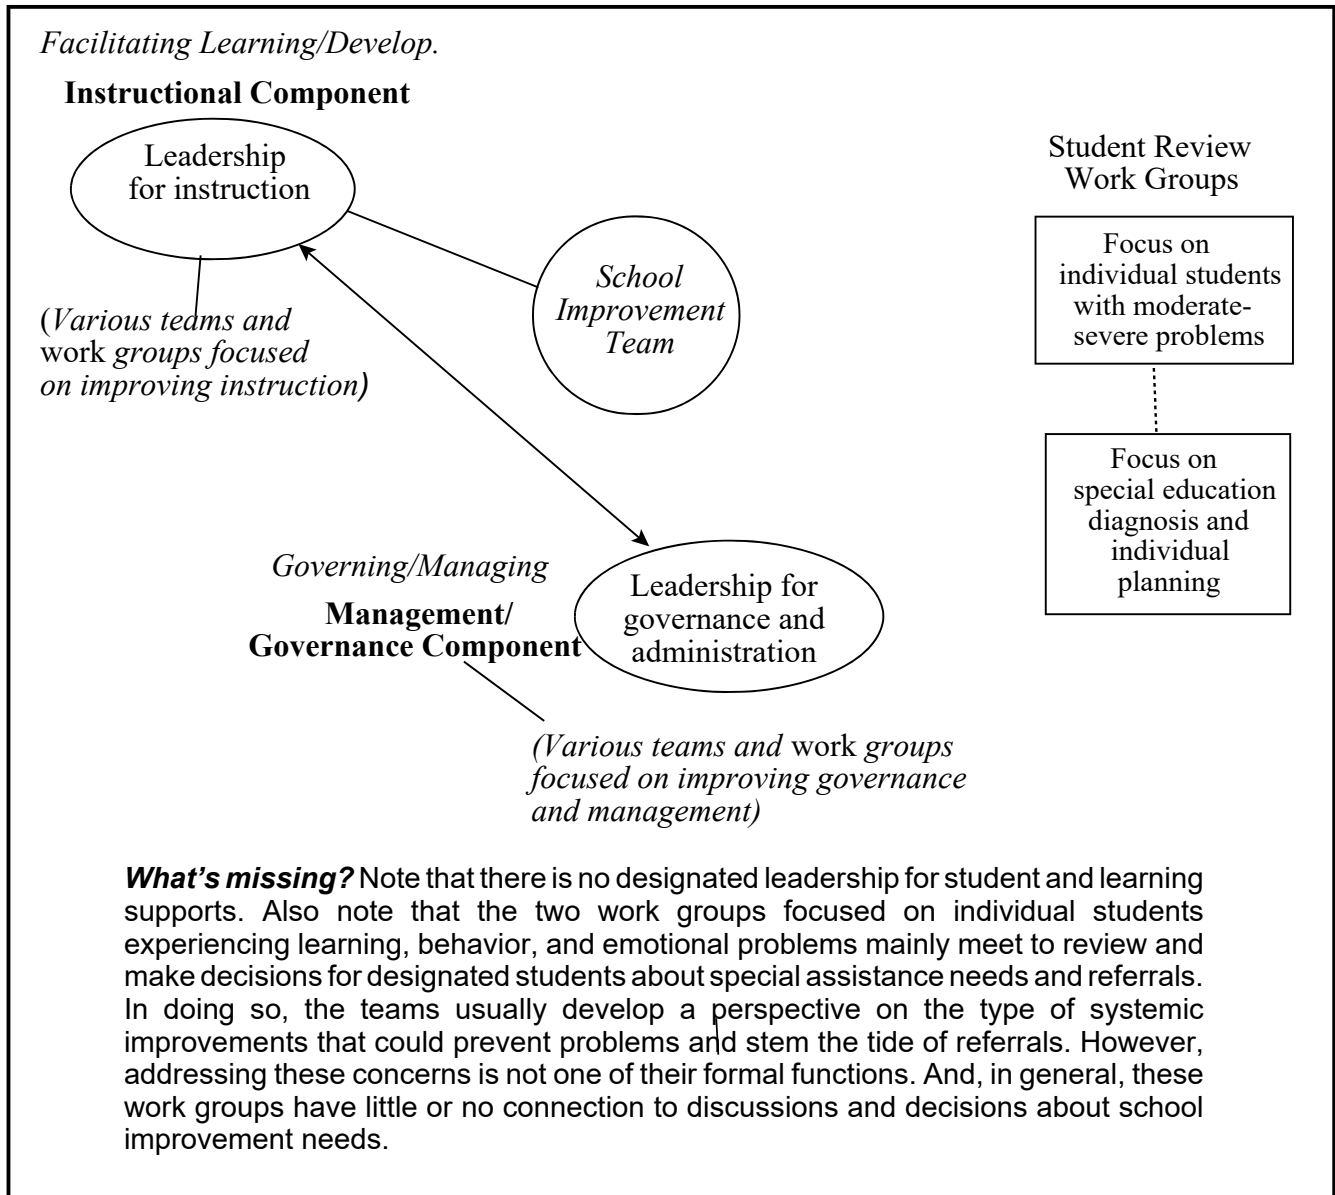 Facilitating Learning/Develop.
Instructional Component
Leadership
for instruction
(Various teams and
work groups focused
on improving instruction)
School
Improvement
Team
Student Review
Work Groups
Focus on
individual students
with moderate-
severe problems
Focus on
special education
diagnosis and
individual
planning
Governing/Managing
Management/
Governance Component
Leadership for
governance and
administration
(Various teams and work groups
focused on improving governance
and management)
What's missing? Note that there is no designated leadership for student and learning
supports. Also note that the two work groups focused on individual students
experiencing learning, behavior, and emotional problems mainly meet to review and
make decisions for designated students about special assistance needs and referrals.
In doing so, the teams usually develop a perspective on the type of systemic
improvements that could prevent problems and stem the tide of referrals. However,
addressing these concerns is not one of their formal functions. And, in general, these
work groups have little or no connection to discussions and decisions about school
improvement needs.